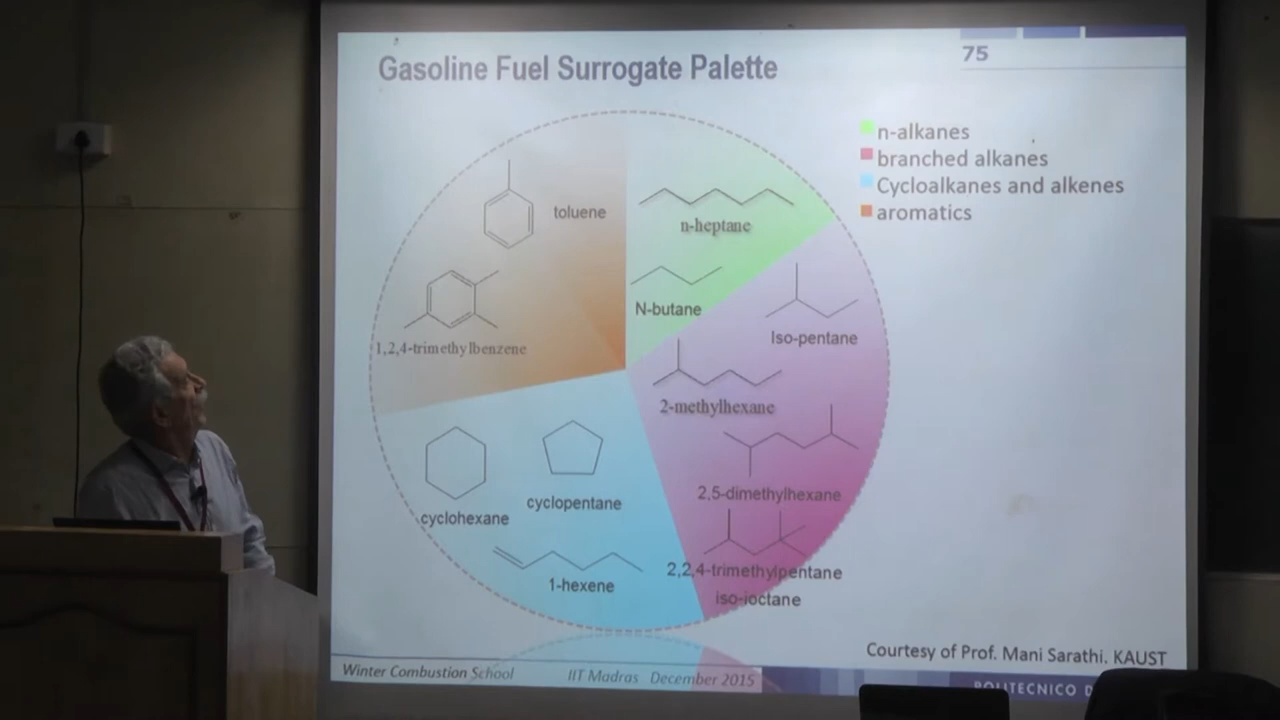 Gasoline Fuel Surrogate Palette
75
n-alkanes
branched alkanes
Cycloalkanes and alkenes
aromatics
toluene
n-heptane
N-butane
Iso-pentane
1,2,4-trimethylbenzene
2-methylhexane
2,5-dimethylhexane
cyclopentane
cyclohexane
1-hexene
2,2,4-trimethylpentane
iso-ioctane
Courtesy of Prof. Mani Sarathi. KAUST
Winter Combustion School
IIT Madras December 2015
POLITECNICO D